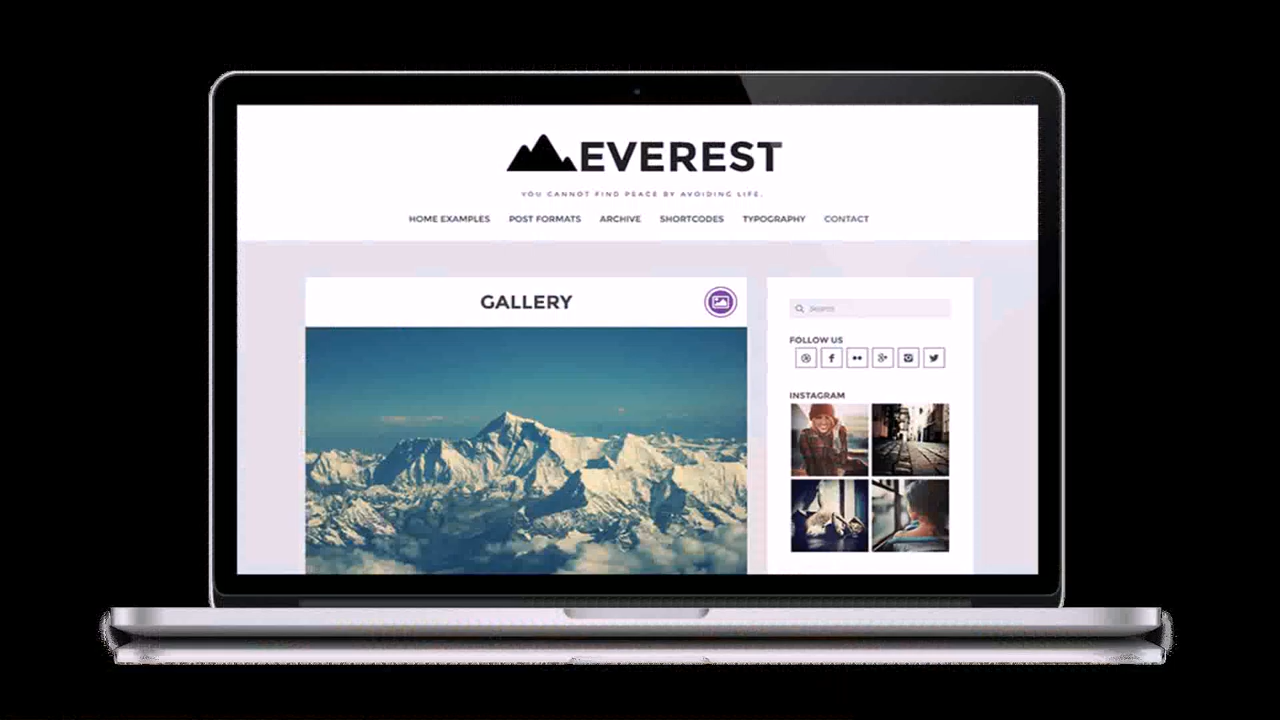 EVEREST
YOU CANNOT FIND PEACE BY AVOIDING LIFE.
HOME EXAMPLES POST FORMATS ARCHIVE SHORTCODES TYPOGRAPHY CONTACT
GALLERY
Search
FOLLOW US
INSTAGRAM